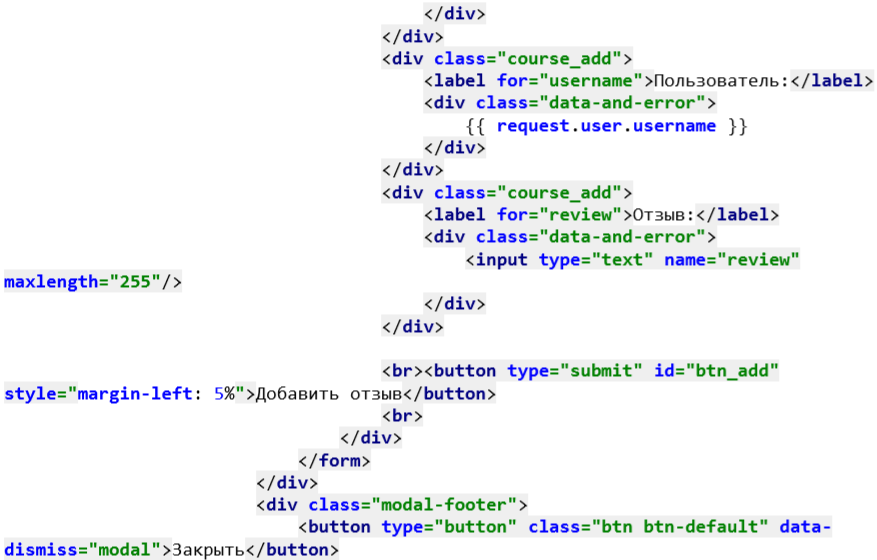 </div>
</div>
<div class="course_add">
<label for="username">Пользователь:</label>
<div class="data-and-error">
{{ request.user.username }}
</div>
</div>
<div class="course_add">
<label for="review">Отзыв:</label>
<div class="data-and-error">
<input type="text" name="review"
maxlength="255"/>
</div>
</div>
<br><button type="submit" id="btn_add"
style="margin-left: 5%">Добавить отзыв</button>
<br>
</div>
</form>
</div>
<div class="modal-footer">
<button type="button" class="btn btn-default" data-
dismiss="modal">Закрыть</button>